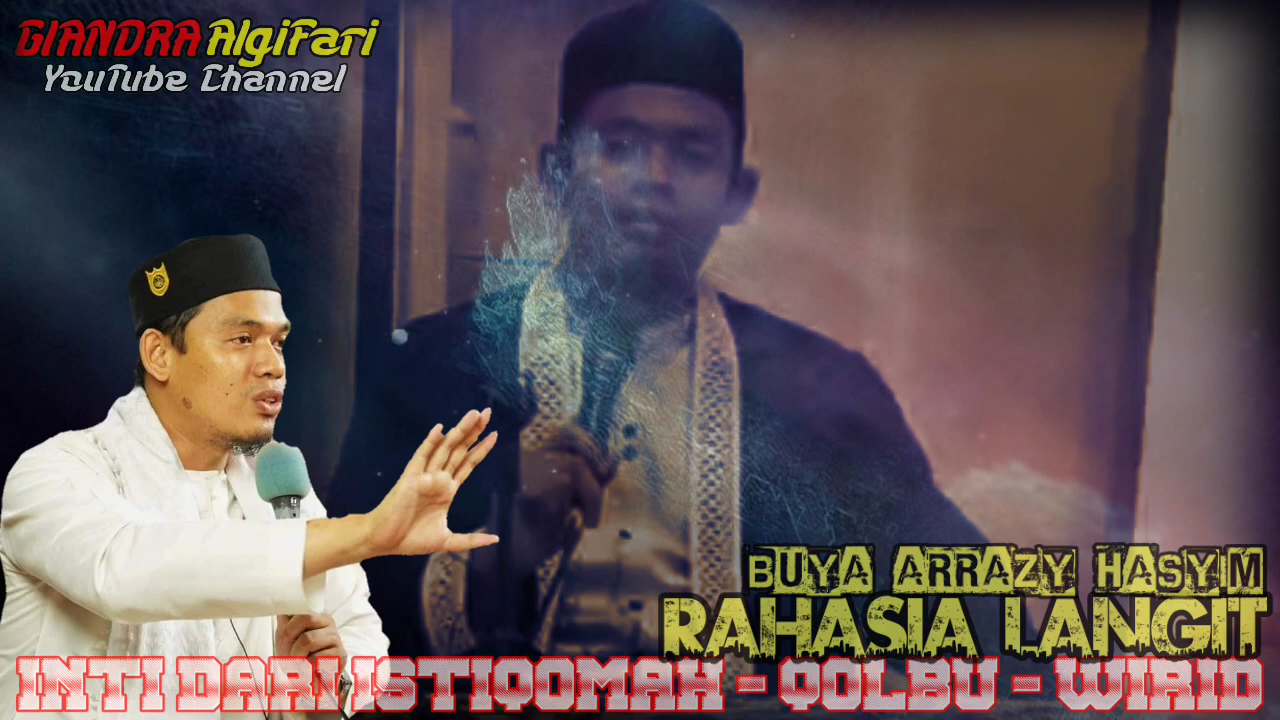 GIANDRA AlgiFari
YouTube Channel
BUYA ARRAZY HASYIM
RAHASIA LANGIT
INTI DARI ISTIQOMAH - QOLBU - WIRID